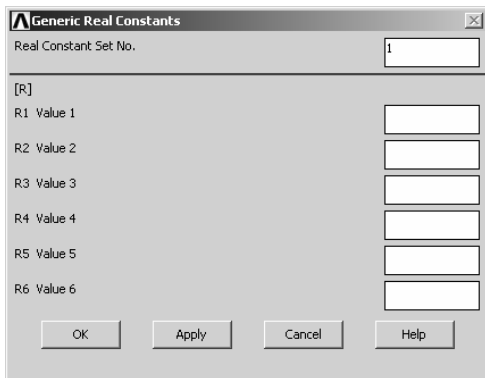 Generic Real Constants
Real Constant Set No. 1
[R]
R1 Value 1
R2 Value 2
R3 Value 3
R4 Value 4
R5 Value 5
R6 Value 6
OK Apply Cancel Help